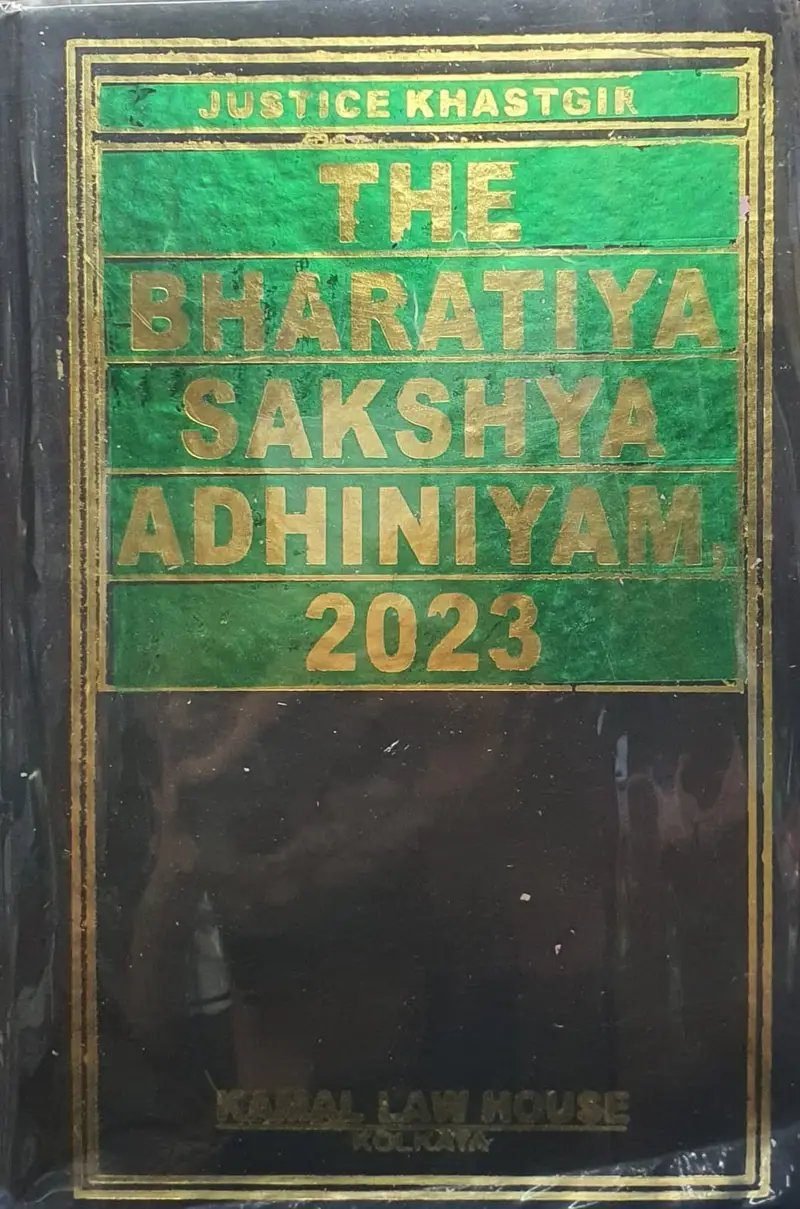 JUSTICE KHASTGIR
THE
BHARATIYA
SAKSHYA
ADHINIYAM,
2023
KAMAL LAW HOUSE
KOLKATA